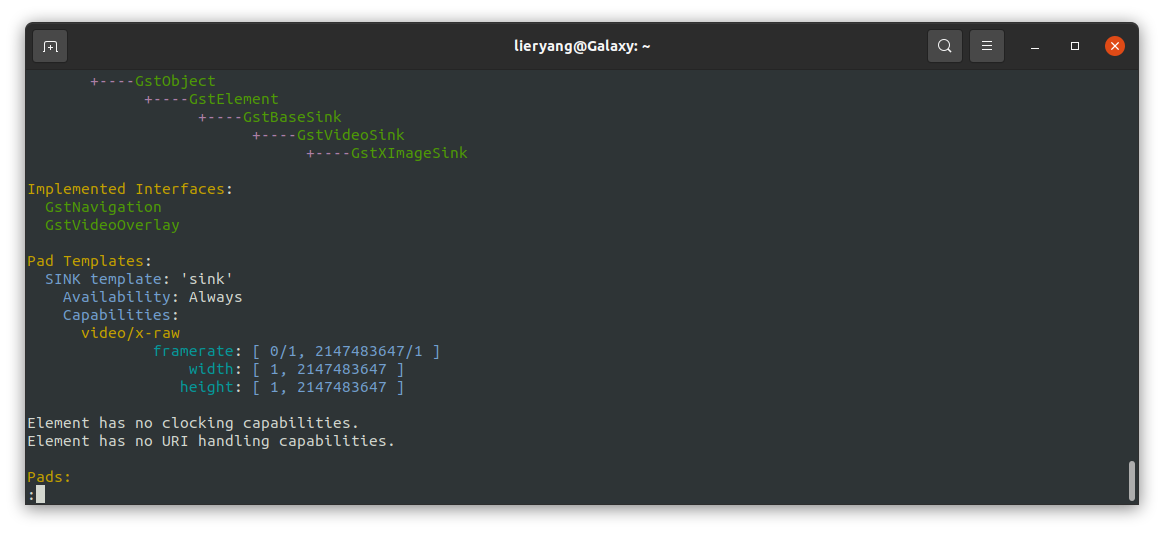 lieryang@Galaxy: ~
+----GstObject
+----GstElement
+----GstBaseSink
+----GstVideoSink
+----GstXImageSink
Implemented Interfaces:
GstNavigation
GstVideoOverlay
Pad Templates:
SINK template: 'sink'
Availability: Always
Capabilities:
video/x-raw
framerate: [ 0/1, 2147483647/1 ]
width: [ 1, 2147483647 ]
height: [ 1, 2147483647 ]
Element has no clocking capabilities.
Element has no URI handling capabilities.
Pads:
: